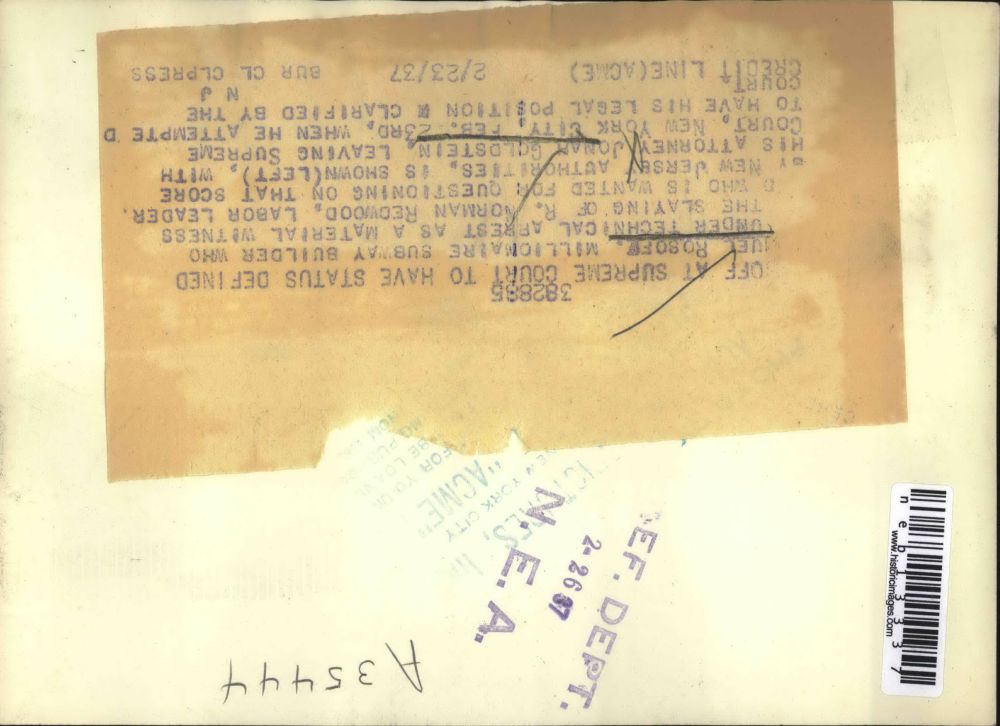 382885
OFF AT SUPREME COURT TO HAVE STATUS DEFINED
UEL ROSOFF, MILLIONAIRE SUBWAY BUILDER WHO
UNDER TECHNICAL ARREST AS A MATERIAL WITNESS
THE SLAYING OF R. NORMAN REDWOOD, LABOR LEADER.
D WHO IS WANTED FOR QUESTIONING ON THAT SCORE
BY NEW JERSEY AUTHORITIES, IS SHOWN(LEFT), WITH
HIS ATTORNEY, JONAH GOLDSTEIN, LEAVING SUPREME
COURT, NEW YORK CITY, FEB. 23RD, WHEN HE ATTEMPTED
TO HAVE HIS LEGAL POSITION CLARIFIED BY THE N J
COURT.
CREDIT LINE(ACME) 2/23/37 BUR CL CLPRESS
"ACME"
NEW YORK CITY
N. E. A.
2-26 37
REF. DEPT.
A35444
neb13337
www.historicimages.com